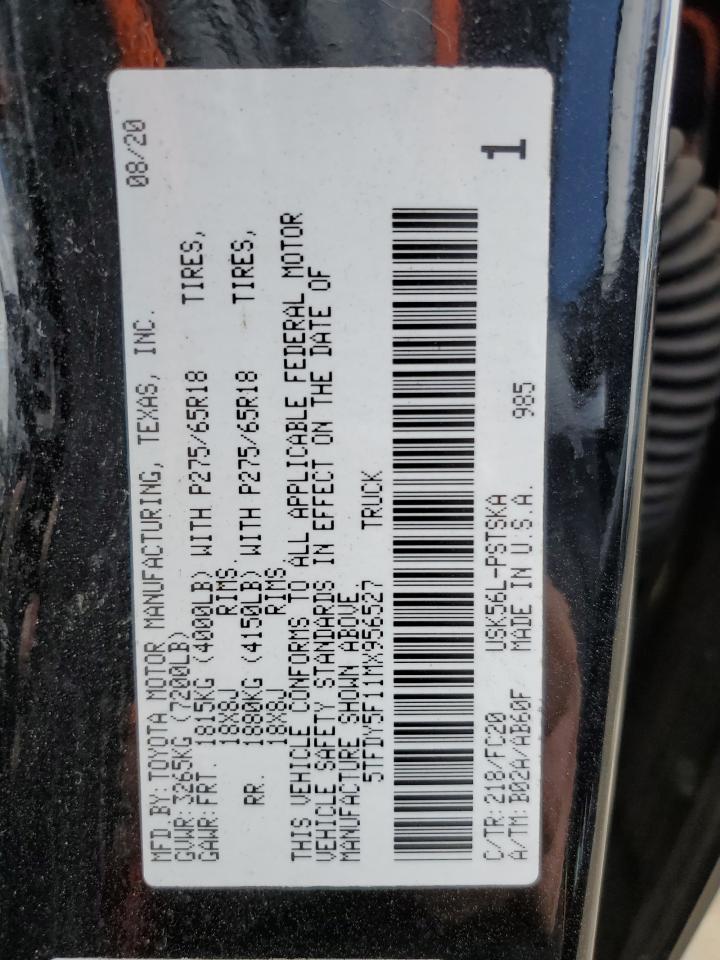 MFD.BY: TOYOTA MOTOR MANUFACTURING, TEXAS, INC. 08/20
GVWR: 3265KG (7200LB)
GAWR: FRT. 1815KG (4000LB) WITH P275/65R18 TIRES,
18X8J RIMS.
RR. 1880KG (4150LB) WITH P275/65R18 TIRES,
18X8J RIMS
THIS VEHICLE CONFORMS TO ALL APPLICABLE FEDERAL MOTOR
VEHICLE SAFETY STANDARDS IN EFFECT ON THE DATE OF
MANUFACTURE SHOWN ABOVE.
5TFDY5F11MX956527 TRUCK
1
C/TR: 218/FC20 USK56L-PSTSKA
A/TM: B02A/AB60F MADE IN U.S.A. 985